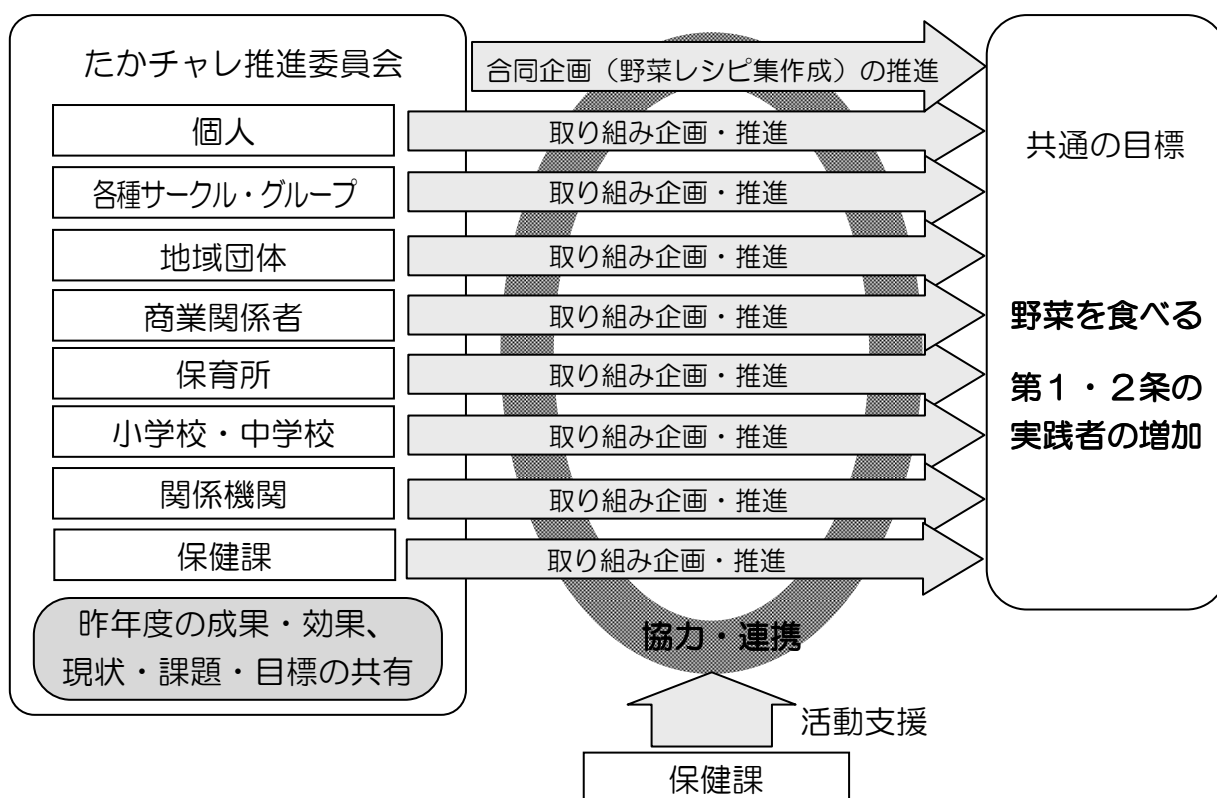 たかチャレ推進委員会
合同企画（野菜レシピ集作成）の推進
個人
取り組み企画・推進
各種サークル・グループ
取り組み企画・推進
地域団体
取り組み企画・推進
商業関係者
取り組み企画・推進
保育所
取り組み企画・推進
小学校・中学校
取り組み企画・推進
関係機関
取り組み企画・推進
保健課
取り組み企画・推進
昨年度の成果・効果、
現状・課題・目標の共有
共通の目標
野菜を食べる
第１・２条の
実践者の増加
協力・連携
活動支援
保健課